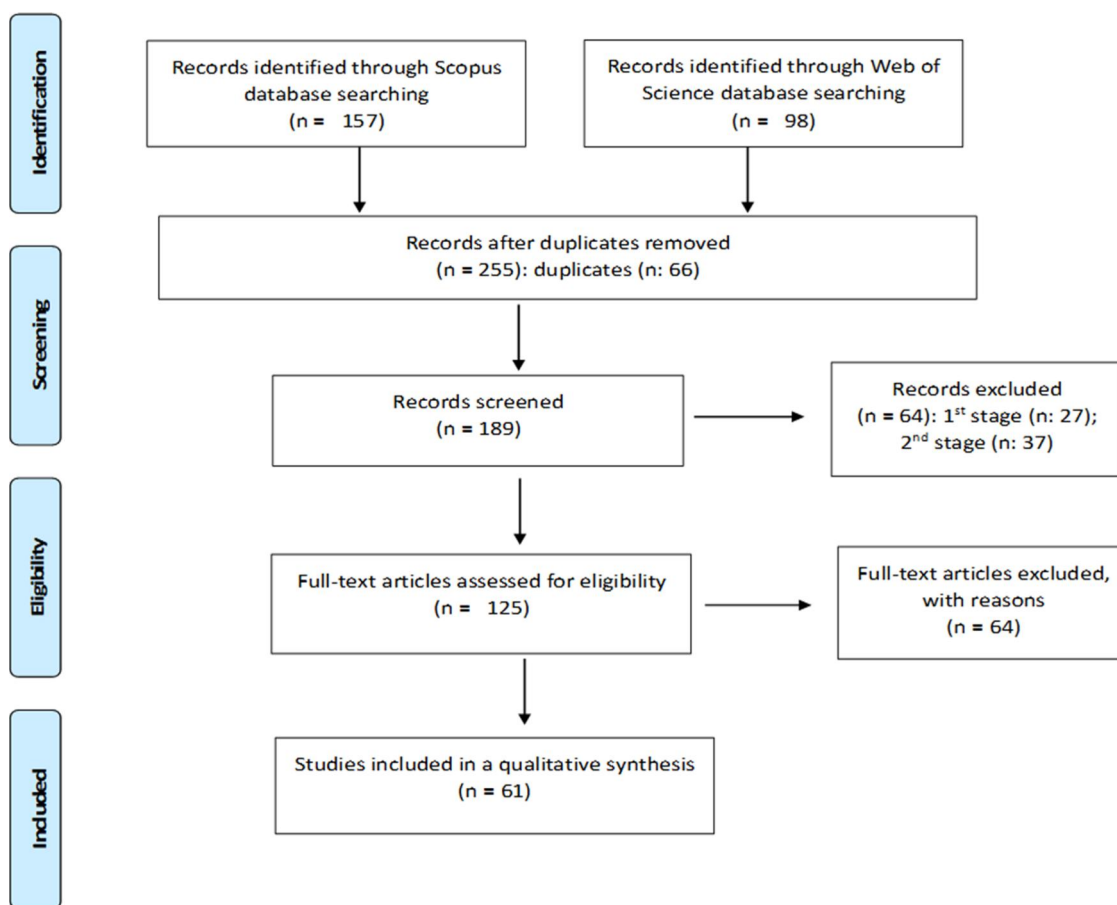 Identification
Records identified through Scopus
database searching
(n = 157)
Records identified through Web of
Science database searching
(n = 98)
Records after duplicates removed
(n = 255): duplicates (n: 66)
Screening
Records screened
(n = 189)
Records excluded
(n = 64): 1st stage (n: 27);
2nd stage (n: 37)
Eligibility
Full-text articles assessed for eligibility
(n = 125)
Full-text articles excluded,
with reasons
(n = 64)
Included
Studies included in a qualitative synthesis
(n = 61)